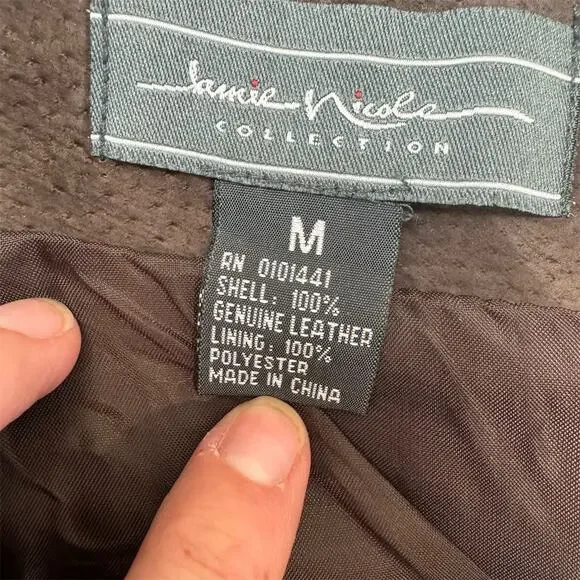 Jamie Nicole
COLLECTION
M
RN 0101441
SHELL: 100%
GENUINE LEATHER
LINING: 100%
POLYESTER
MADE IN CHINA